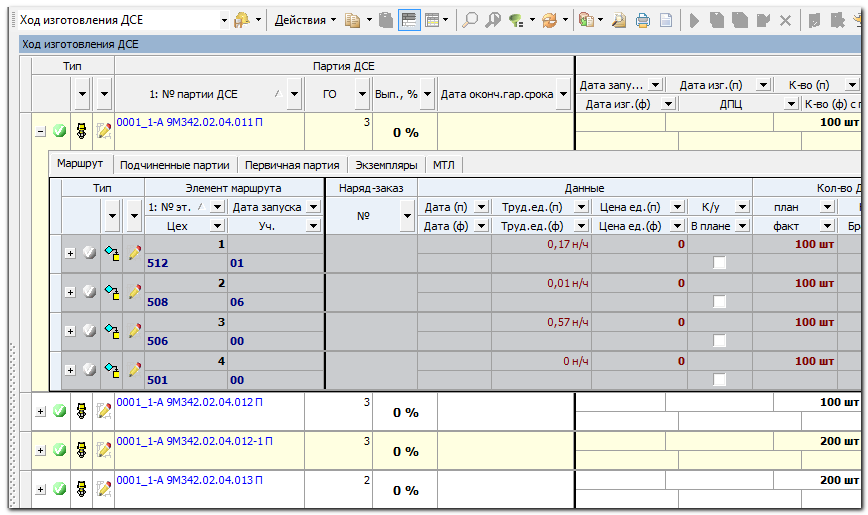 Ход изготовления ДСЕ Действия
Ход изготовления ДСЕ
Тип Партия ДСЕ
1: № партии ДСЕ ГО Вып., % Дата оконч.гар.срока Дата запу... Дата изг.(п) К-во (п)
Дата изг.(ф) ДПЦ К-во (ф) с
0001_1-А 9М342.02.04.011 П 3 0 % 100 шт
Маршрут Подчиненные партии Первичная партия Экземпляры МТЛ
Тип Элемент маршрута Наряд-заказ Данные Кол-во
1: № эт. Дата запуска № Дата (п) Труд.ед.(п) Цена ед.(п) К/у план
Цех Уч. Дата (ф) Труд.ед.(ф) Цена ед.(ф) В плане факт
1 0,17 н/ч 0 100 шт
512 01
2 0,01 н/ч 0 100 шт
508 06
3 0,57 н/ч 0 100 шт
506 00
4 0 н/ч 0 100 шт
501 00
0001_1-А 9М342.02.04.012 П 3 0 % 100 шт
0001_1-А 9М342.02.04.012-1 П 3 0 % 200 шт
0001_1-А 9М342.02.04.013 П 2 0 % 200 шт